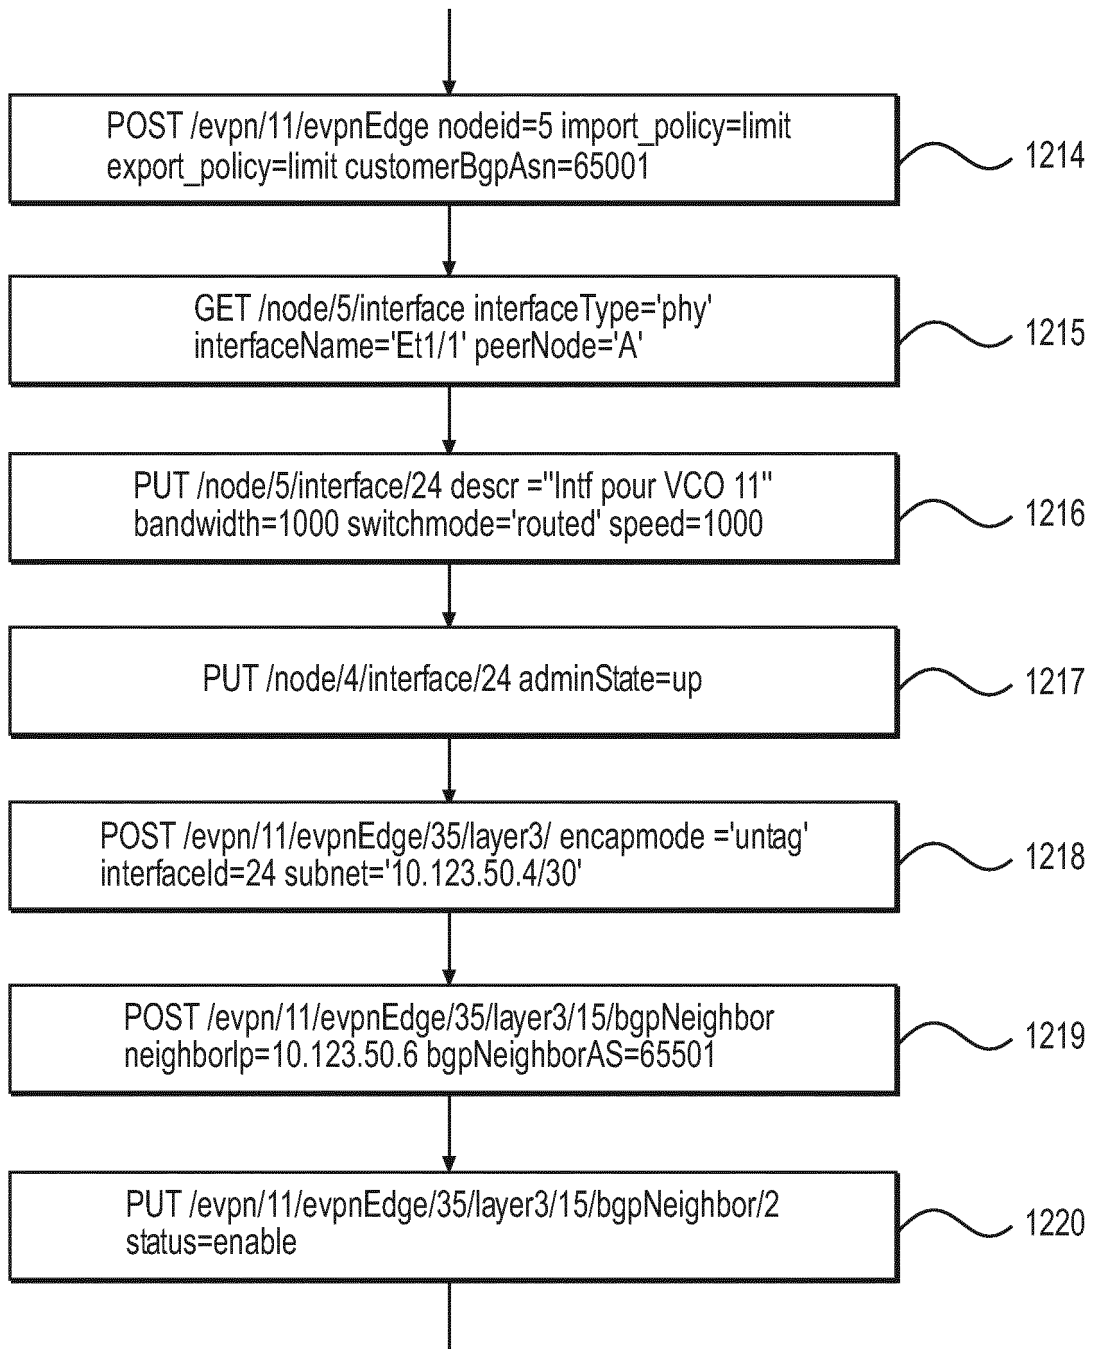 POST /evpn/11/evpnEdge nodeid=5 import_policy=limit
export_policy=limit customerBgpAsn=65001
1214
GET /node/5/interface interfaceType='phy'
interfaceName='Et1/1' peerNode='A'
1215
PUT /node/5/interface/24 descr ="Intf pour VCO 11"
bandwidth=1000 switchmode='routed' speed=1000
1216
PUT /node/4/interface/24 adminState=up
1217
POST /evpn/11/evpnEdge/35/layer3/ encapmode ='untag'
interfaceId=24 subnet='10.123.50.4/30'
1218
POST /evpn/11/evpnEdge/35/layer3/15/bgpNeighbor
neighborIp=10.123.50.6 bgpNeighborAS=65501
1219
PUT /evpn/11/evpnEdge/35/layer3/15/bgpNeighbor/2
status=enable
1220